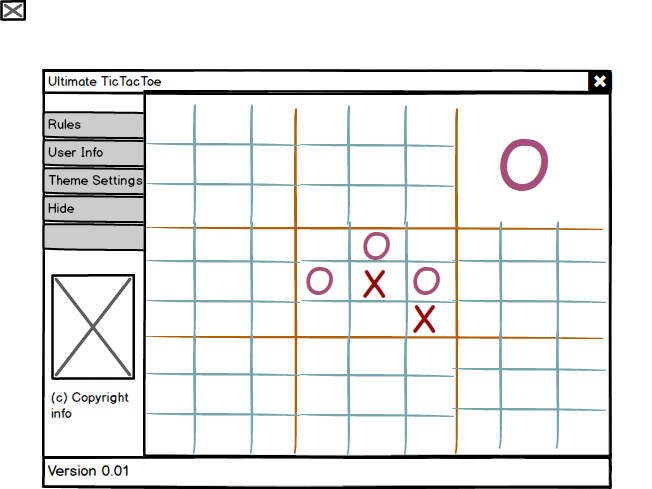 Ultimate TicTacToe
Rules
User Info
Theme Settings
Hide
O
O
O X O
X
(c) Copyright
info
Version 0.01